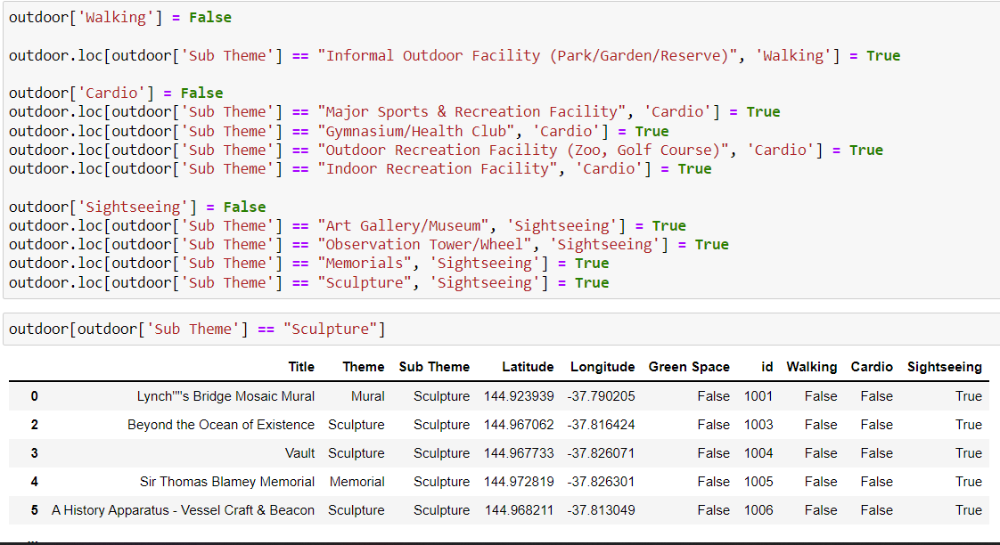 outdoor['Walking'] = False
outdoor.loc[outdoor['Sub Theme'] == "Informal Outdoor Facility (Park/Garden/Reserve)", 'Walking'] = True
outdoor['Cardio'] = False
outdoor.loc[outdoor['Sub Theme'] == "Major Sports & Recreation Facility", 'Cardio'] = True
outdoor.loc[outdoor['Sub Theme'] == "Gymnasium/Health Club", 'Cardio'] = True
outdoor.loc[outdoor['Sub Theme'] == "Outdoor Recreation Facility (Zoo, Golf Course)", 'Cardio'] = True
outdoor.loc[outdoor['Sub Theme'] == "Indoor Recreation Facility", 'Cardio'] = True
outdoor['Sightseeing'] = False
outdoor.loc[outdoor['Sub Theme'] == "Art Gallery/Museum", 'Sightseeing'] = True
outdoor.loc[outdoor['Sub Theme'] == "Observation Tower/Wheel", 'Sightseeing'] = True
outdoor.loc[outdoor['Sub Theme'] == "Memorials", 'Sightseeing'] = True
outdoor.loc[outdoor['Sub Theme'] == "Sculpture", 'Sightseeing'] = True
outdoor[outdoor['Sub Theme'] == "Sculpture"]
Title Theme Sub Theme Latitude Longitude Green Space id Walking Cardio Sightseeing
0 Lynch""s Bridge Mosaic Mural Mural Sculpture 144.923939 -37.790205 False 1001 False False True
2 Beyond the Ocean of Existence Sculpture Sculpture 144.967062 -37.816424 False 1003 False False True
3 Vault Sculpture Sculpture 144.967733 -37.826071 False 1004 False False True
4 Sir Thomas Blamey Memorial Memorial Sculpture 144.972819 -37.826301 False 1005 False False True
5 A History Apparatus - Vessel Craft & Beacon Sculpture Sculpture 144.968211 -37.813049 False 1006 False False True
...